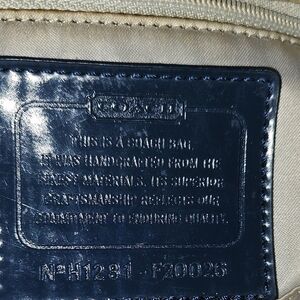 COACH
THIS IS A COACH BAG.
IT WAS HANDCRAFTED FROM THE
FINEST MATERIALS. ITS SUPERIOR
CRAFTSMANSHIP REFLECTS OUR
COMMITMENT TO ENDURING QUALITY.
Nº H1281 - F20026